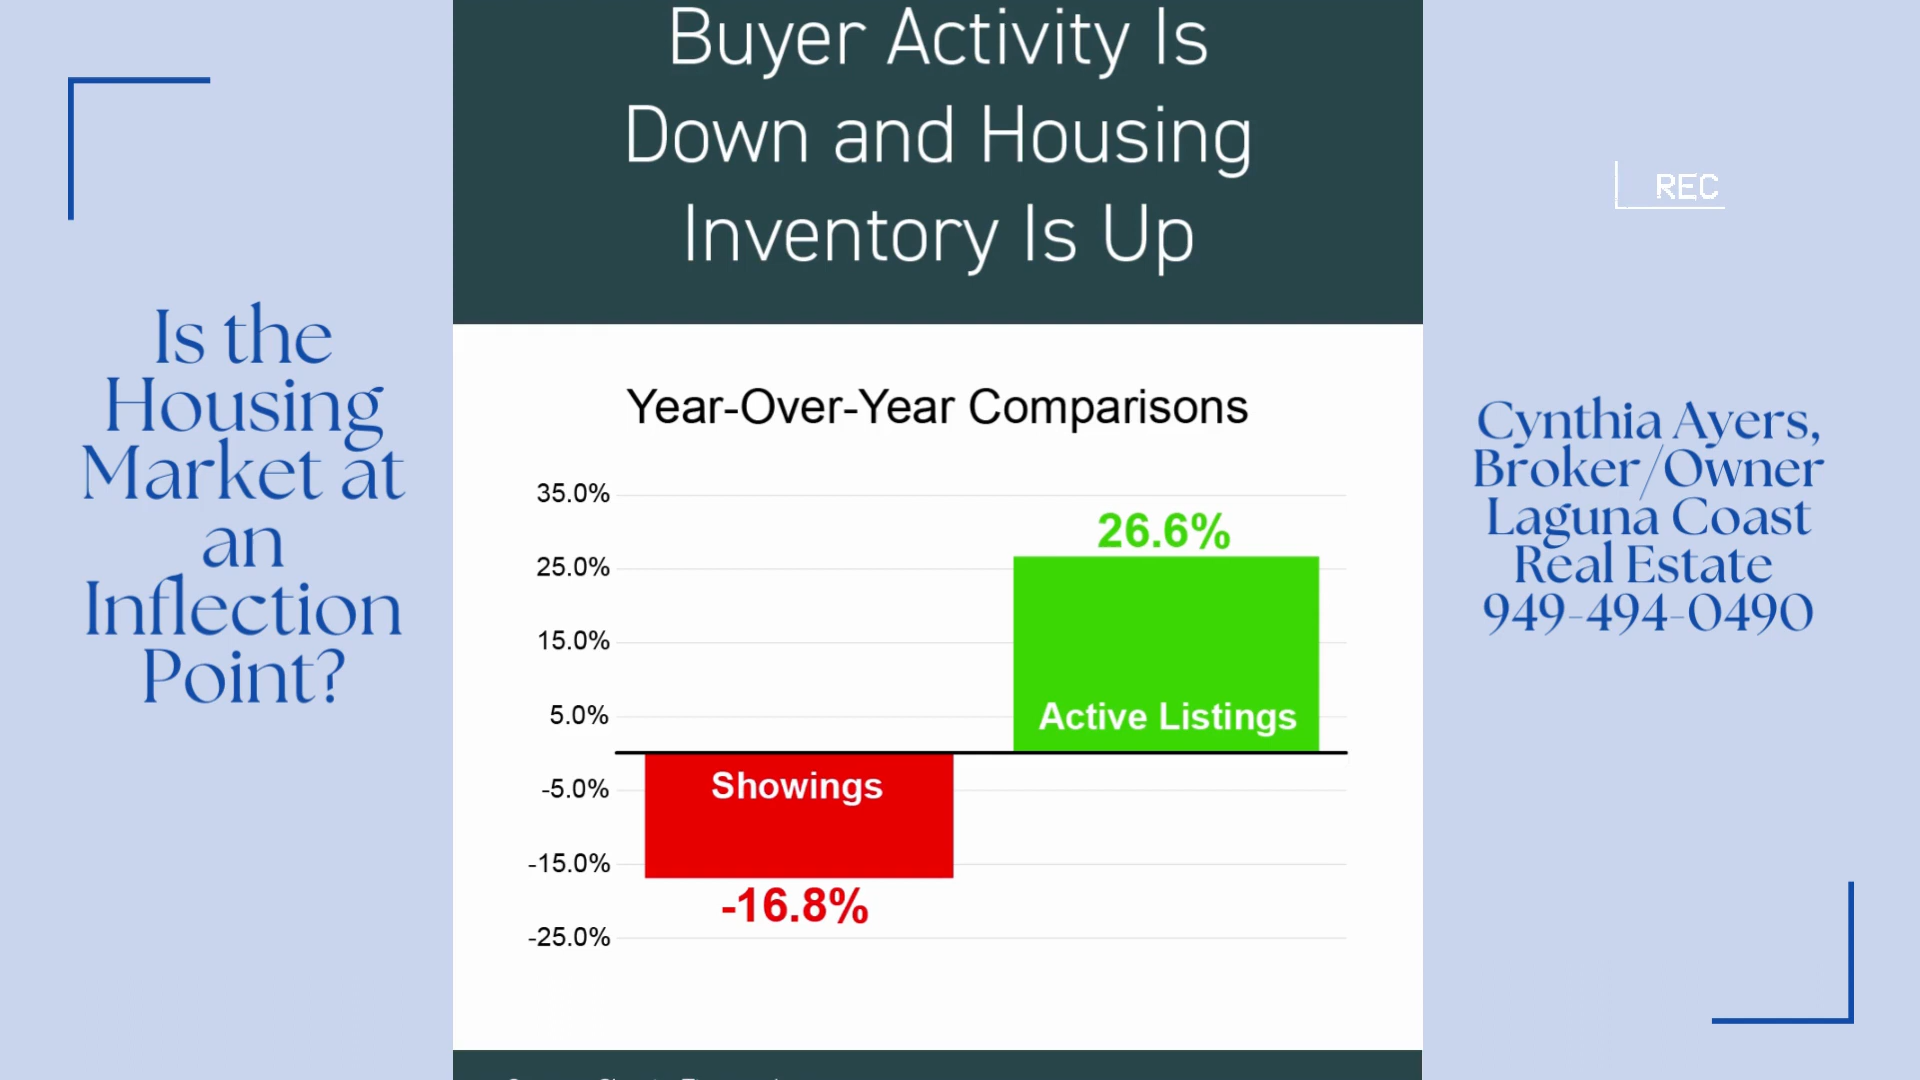 Buyer Activity Is
Down and Housing
Inventory Is Up
REC
Is the
Housing
Market at
an
Inflection
Point?
Year-Over-Year Comparisons
35.0%
25.0%
15.0%
5.0%
-5.0%
-15.0%
-25.0%
26.6%
Active Listings
Showings
-16.8%
Cynthia Ayers,
Broker/Owner
Laguna Coast
Real Estate
949-494-0490